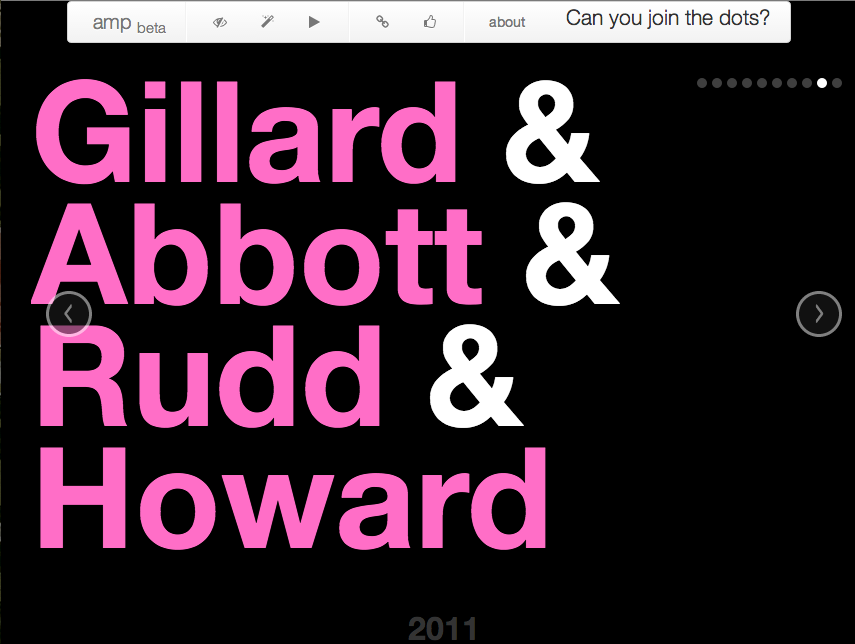 amp beta about Can you join the dots?
Gillard &
Abbott &
Rudd &
Howard
2011